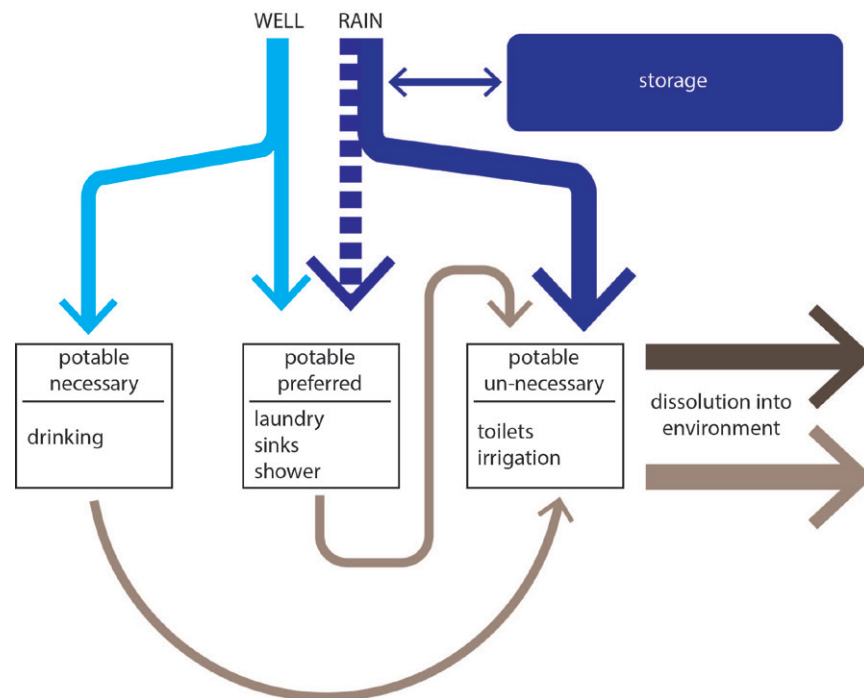 WELL
RAIN
storage
potable
necessary
drinking
potable
preferred
laundry
sinks
shower
potable
un-necessary
toilets
irrigation
dissolution into
environment